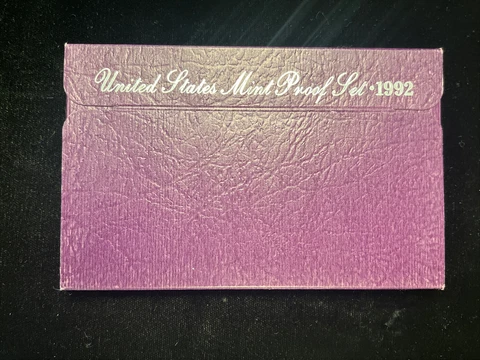 United States Mint Proof Set • 1992